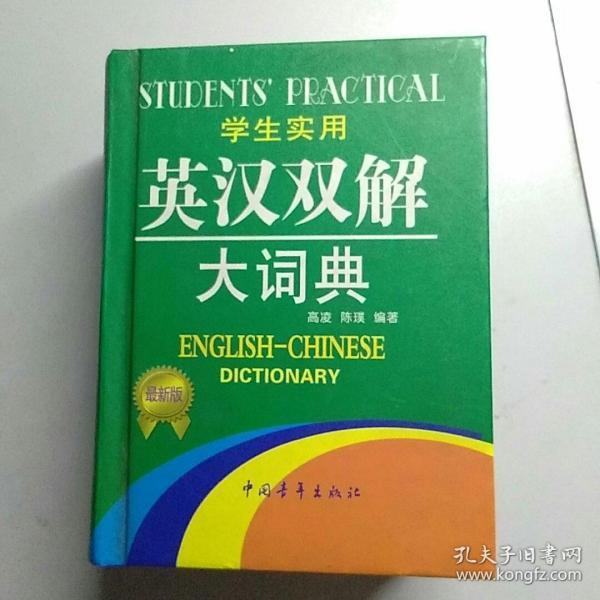 STUDENTS' PRACTICAL
学生实用
英汉双解
大词典
高凌 陈璞 编著
ENGLISH-CHINESE
DICTIONARY
最新版
中国青年出版社
孔夫子旧书网
www.kongfz.com